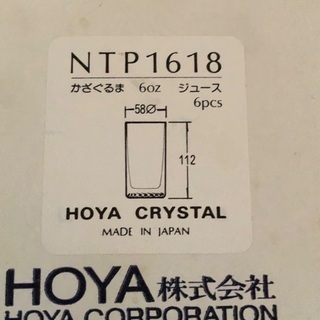 NTP1618
かざぐるま 6oz ジュース
6pcs
58Ø
112
HOYA CRYSTAL
MADE IN JAPAN
HOYA株式会社
HOYA CORPORATION